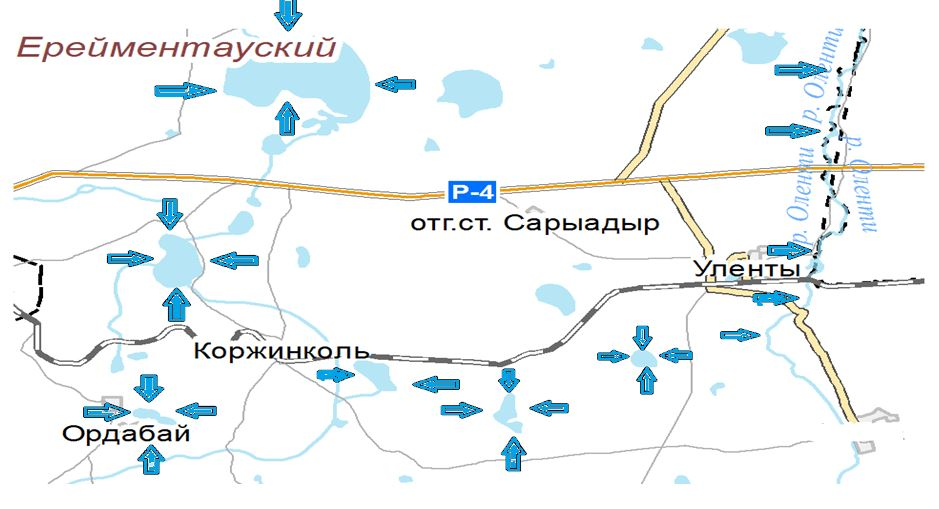 Ерейментауский
р. Оленти
р. Оленти
р. Оленти
Р-4
отг.ст. Сарыадыр
Уленты
Коржинколь
Ордабай